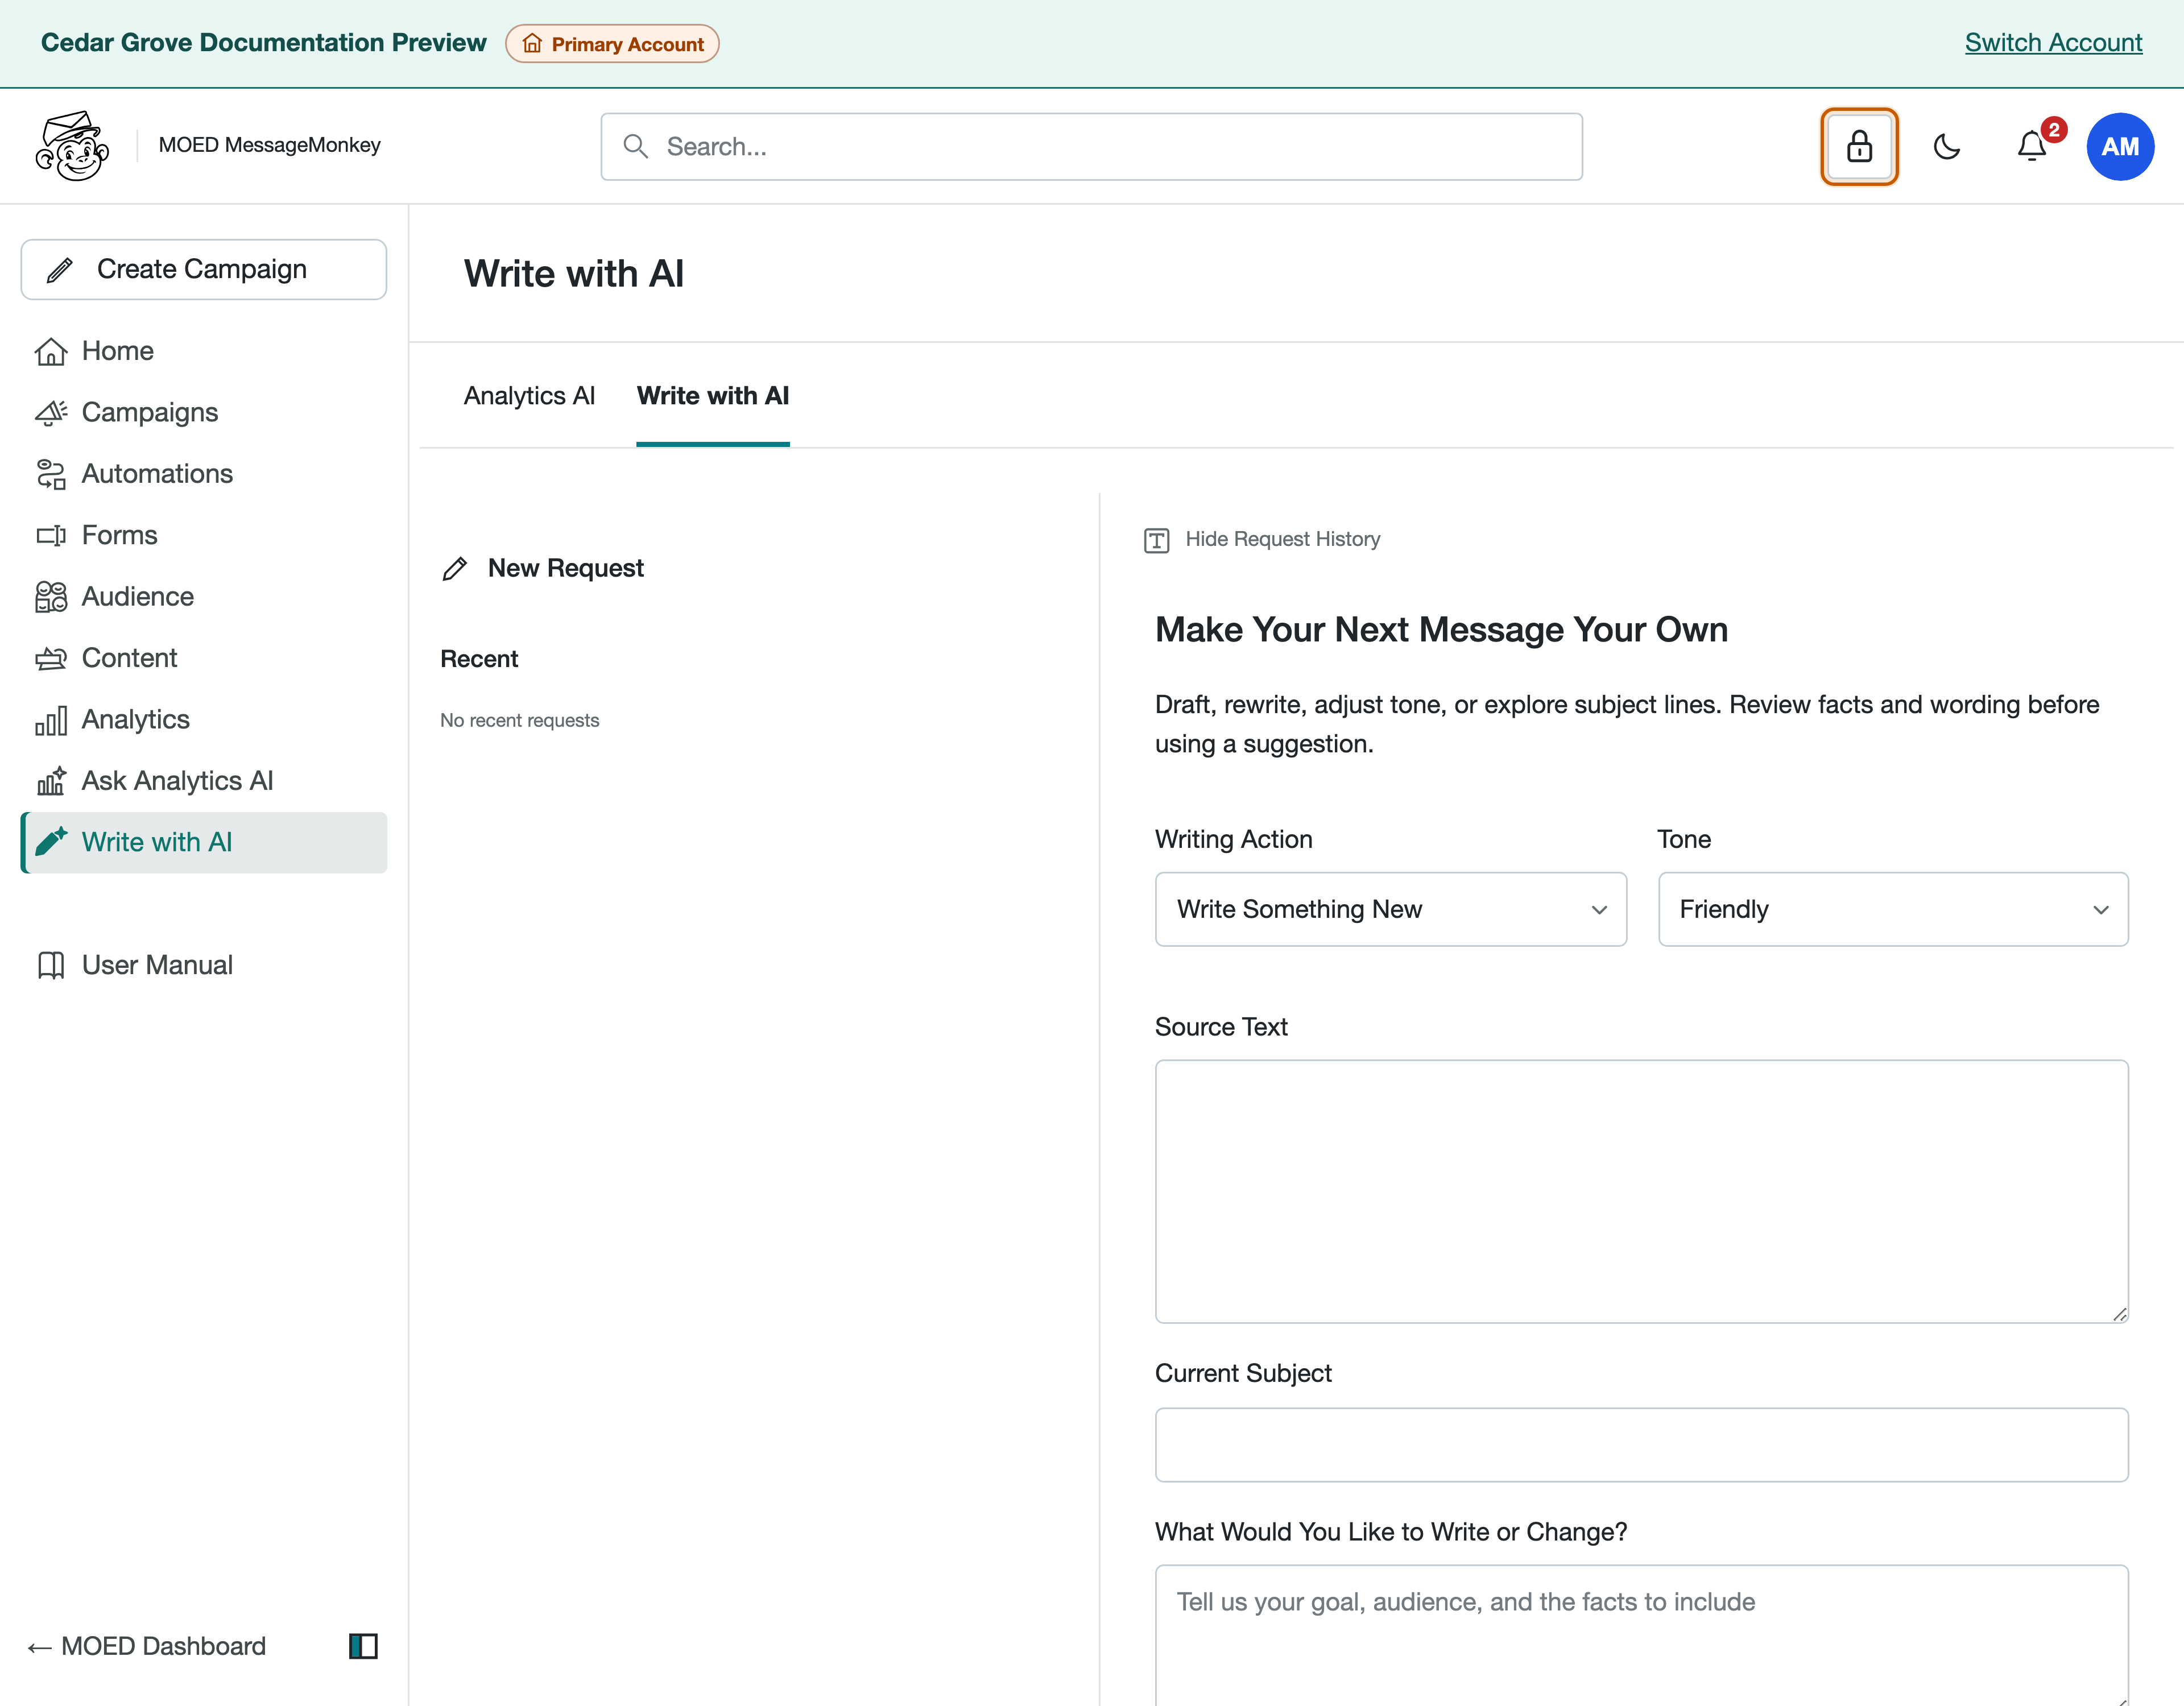 Cedar Grove Documentation Preview
Primary Account
Switch Account
MOED MessageMonkey
Search...
2
AM
Create Campaign
Home
Campaigns
Automations
Forms
Audience
Content
Analytics
Ask Analytics AI
Write with AI
User Manual
← MOED Dashboard
Write with AI
Analytics AI
Write with AI
New Request
Recent
No recent requests
Hide Request History
Make Your Next Message Your Own
Draft, rewrite, adjust tone, or explore subject lines. Review facts and wording before
using a suggestion.
Writing Action
Tone
Write Something New
Friendly
Source Text
Current Subject
What Would You Like to Write or Change?
Tell us your goal, audience, and the facts to include